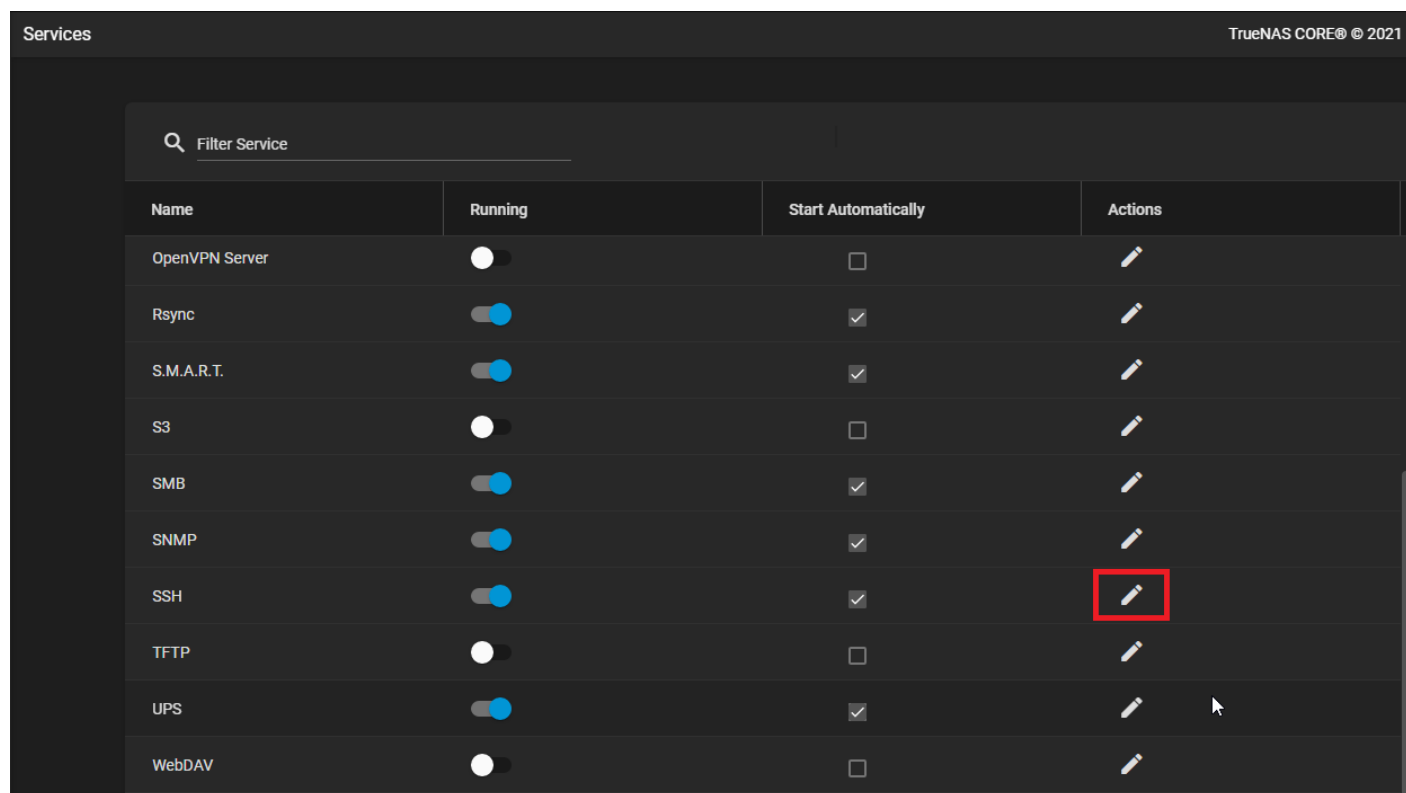 Services TrueNAS CORE® © 2021
Filter Service
Name Running Start Automatically Actions
OpenVPN Server
Rsync
S.M.A.R.T.
S3
SMB
SNMP
SSH
TFTP
UPS
WebDAV